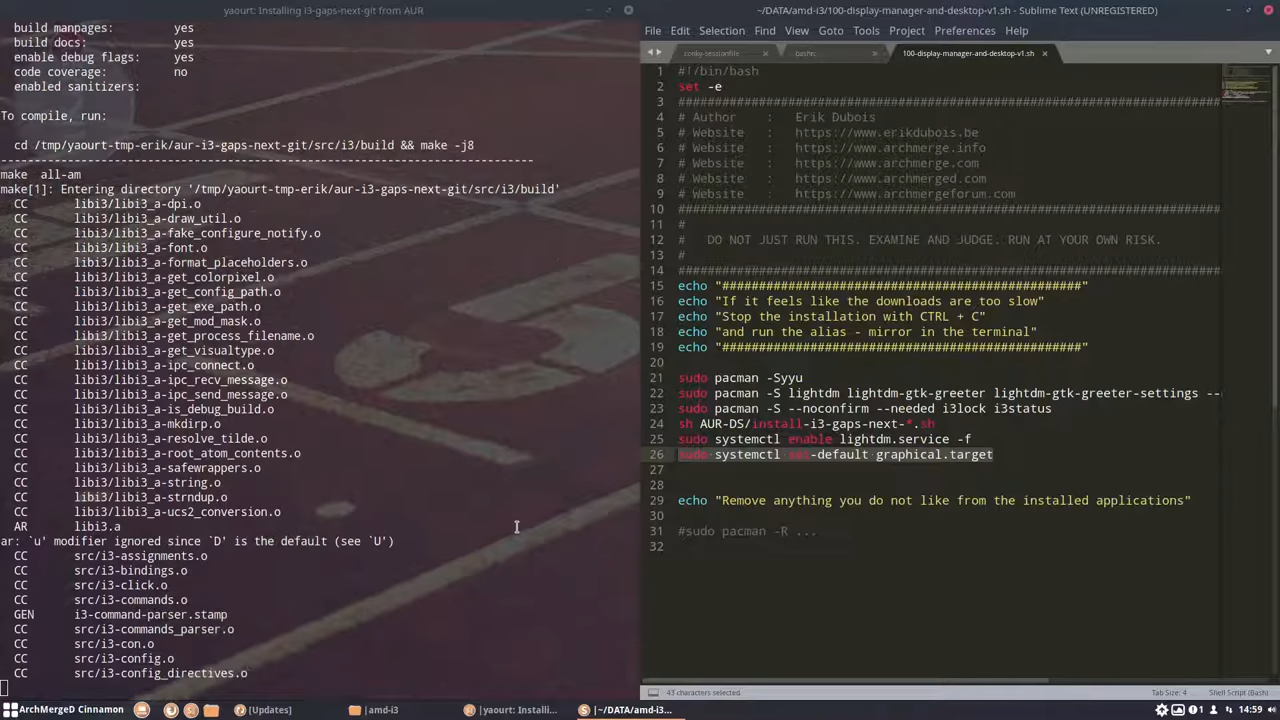 yaourt: Installing i3-gaps-next-git from AUR
build manpages: yes
build docs: yes
enable debug flags: yes
code coverage: no
enabled sanitizers:
To compile, run:
cd /tmp/yaourt-tmp-erik/aur-i3-gaps-next-git/src/i3/build && make -j8
--------------------------------------------------------------------------------
make  all-am
make[1]: Entering directory '/tmp/yaourt-tmp-erik/aur-i3-gaps-next-git/src/i3/build'
CC libi3/libi3_a-dpi.o
CC libi3/libi3_a-draw_util.o
CC libi3/libi3_a-fake_configure_notify.o
CC libi3/libi3_a-font.o
CC libi3/libi3_a-format_placeholders.o
CC libi3/libi3_a-get_colorpixel.o
CC libi3/libi3_a-get_config_path.o
CC libi3/libi3_a-get_exe_path.o
CC libi3/libi3_a-get_mod_mask.o
CC libi3/libi3_a-get_process_filename.o
CC libi3/libi3_a-get_visualtype.o
CC libi3/libi3_a-ipc_connect.o
CC libi3/libi3_a-ipc_recv_message.o
CC libi3/libi3_a-ipc_send_message.o
CC libi3/libi3_a-is_debug_build.o
CC libi3/libi3_a-mkdirp.o
CC libi3/libi3_a-resolve_tilde.o
CC libi3/libi3_a-root_atom_contents.o
CC libi3/libi3_a-safewrappers.o
CC libi3/libi3_a-string.o
CC libi3/libi3_a-strndup.o
CC libi3/libi3_a-ucs2_conversion.o
AR libi3.a
ar: `u' modifier ignored since `D' is the default (see `U')
CC src/i3-assignments.o
CC src/i3-bindings.o
CC src/i3-click.o
CC src/i3-commands.o
GEN i3-command-parser.stamp
CC src/i3-commands_parser.o
CC src/i3-con.o
CC src/i3-config.o
CC src/i3-config_directives.o
~/DATA/amd-i3/100-display-manager-and-desktop-v1.sh - Sublime Text (UNREGISTERED)
File Edit Selection Find View Goto Tools Project Preferences Help
conky-sessionfile bashrc 100-display-manager-and-desktop-v1.sh
1 #!/bin/bash
2 set -e
3 ##########################################################################
4 # Author : Erik Dubois
5 # Website : https://www.erikdubois.be
6 # Website : https://www.archmerge.info
7 # Website : https://www.archmerge.com
8 # Website : https://www.archmerged.com
9 # Website : https://www.archmergeforum.com
10 ##########################################################################
11 #
12 # DO NOT JUST RUN THIS. EXAMINE AND JUDGE. RUN AT YOUR OWN RISK.
13 #
14 ##########################################################################
15 echo "################################################"
16 echo "If it feels like the downloads are too slow"
17 echo "Stop the installation with CTRL + C"
18 echo "and run the alias - mirror in the terminal"
19 echo "################################################"
20
21 sudo pacman -Syyu
22 sudo pacman -S lightdm lightdm-gtk-greeter lightdm-gtk-greeter-settings --
23 sudo pacman -S --noconfirm --needed i3lock i3status
24 sh AUR-DS/install-i3-gaps-next-*.sh
25 sudo systemctl enable lightdm.service -f
26 sudo systemctl set-default graphical.target
27
28
29 echo "Remove anything you do not like from the installed applications"
30
31 #sudo pacman -R ...
32
43 characters selected Tab Size: 4 Shell Script (Bash)
ArchMergeD Cinnamon [Updates] |amd-i3 |yaourt: Installi... |~/DATA/amd-i3... 1 14:59